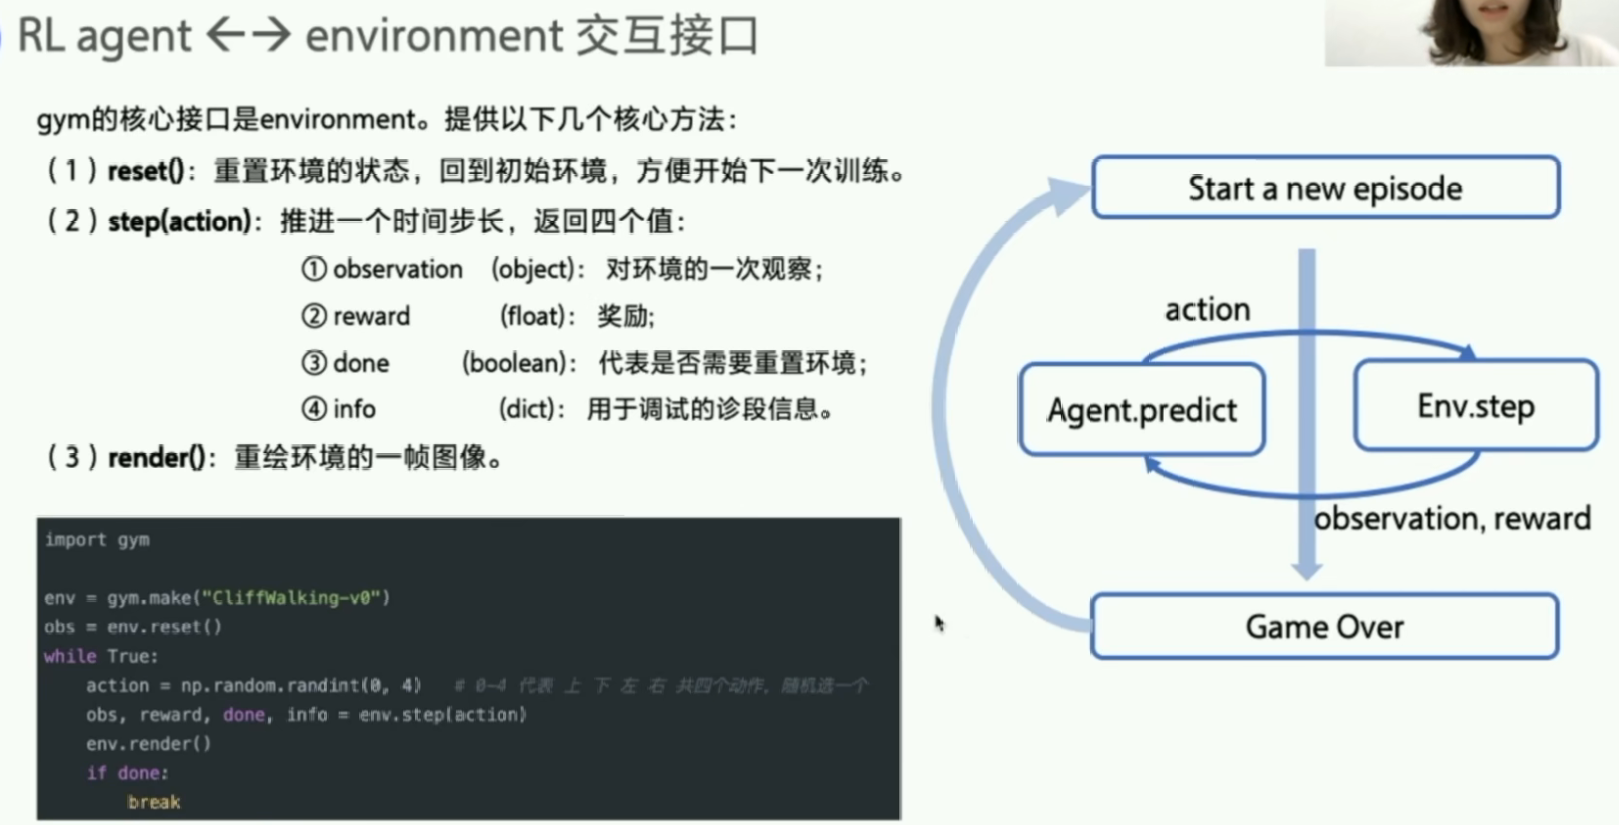 RL agent ←→ environment 交互接口
gym的核心接口是environment。提供以下几个核心方法：
（1）reset()：重置环境的状态，回到初始环境，方便开始下一次训练。
（2）step(action)：推进一个时间步长，返回四个值：
① observation (object)：对环境的一次观察；
② reward (float)：奖励;
③ done (boolean)：代表是否需要重置环境；
④ info (dict)：用于调试的诊段信息。
（3）render()：重绘环境的一帧图像。
import gym
env = gym.make("CliffWalking-v0")
obs = env.reset()
while True:
action = np.random.randint(0, 4) # 0-4 代表 上 下 左 右 共四个动作，随机选一个
obs, reward, done, info = env.step(action)
env.render()
if done:
break
Start a new episode
action
Agent.predict
Env.step
observation, reward
Game Over